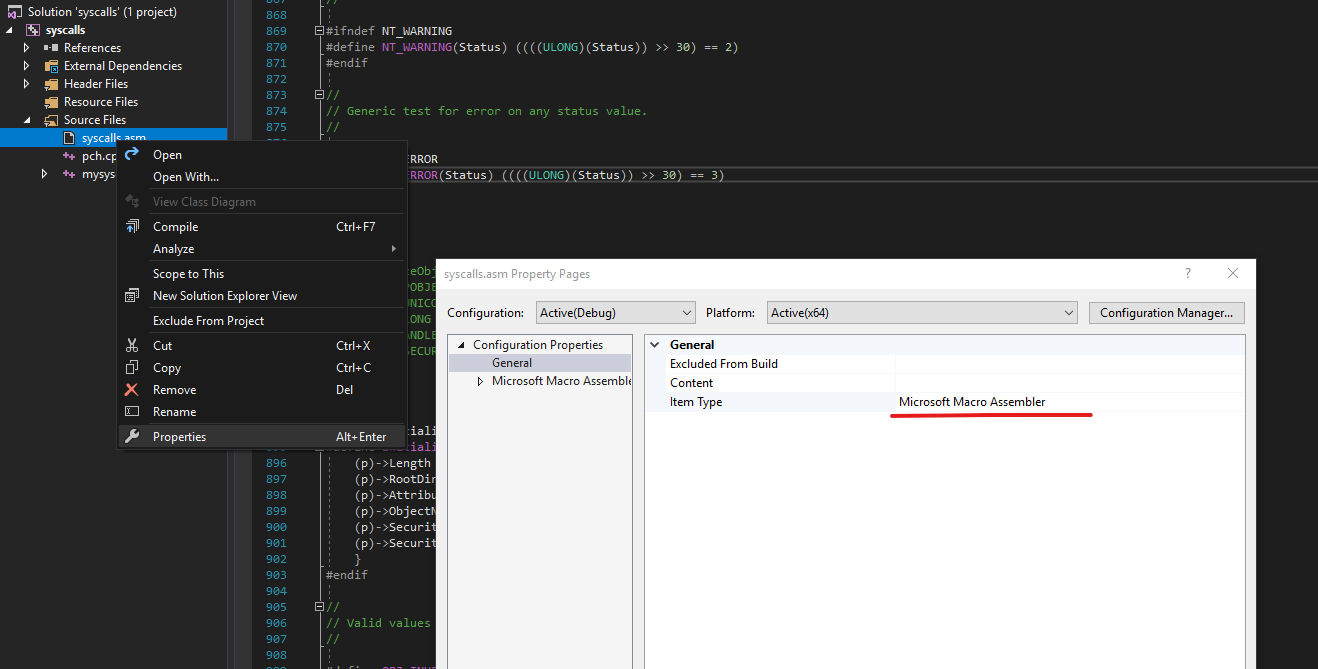 Solution 'syscalls' (1 project)
syscalls
References
External Dependencies
Header Files
Resource Files
Source Files
syscalls.asm
pch.cp
mysys
Open
Open With...
View Class Diagram
Compile Ctrl+F7
Analyze
Scope to This
New Solution Explorer View
Exclude From Project
Cut Ctrl+X
Copy Ctrl+C
Remove Del
Rename
Properties Alt+Enter
868
869 #ifndef NT_WARNING
870 #define NT_WARNING(Status) ((((ULONG)(Status)) >> 30) == 2)
871 #endif
872
873 //
874 // Generic test for error on any status value.
875 //
ERROR
ERROR(Status) ((((ULONG)(Status)) >> 30) == 3)
896 (p)->Length
897 (p)->RootDir
898 (p)->Attribu
899 (p)->ObjectN
900 (p)->Securit
901 (p)->Securit
902 }
903 #endif
904
905 //
906 // Valid values
907 //
908
syscalls.asm Property Pages ?
Configuration: Active(Debug) Platform: Active(x64) Configuration Manager...
Configuration Properties
General
Microsoft Macro Assemble
General
Excluded From Build
Content
Item Type Microsoft Macro Assembler